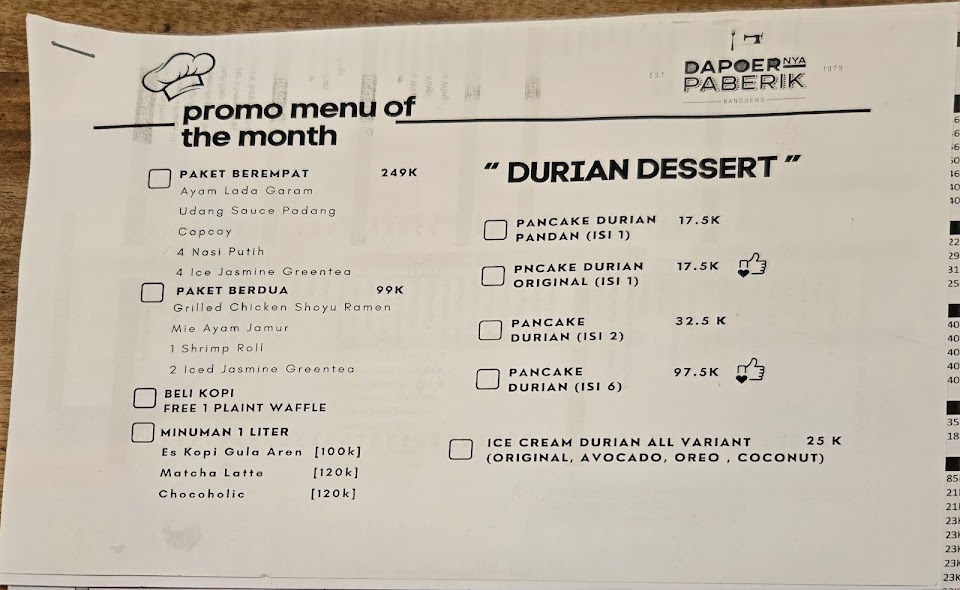 promo menu of
the month
EST
DAPOERNYA
PABERIK
BANDOENG
1979
PAKET BEREMPAT 249K
Ayam Lada Garam
Udang Sauce Padang
Capcay
4 Nasi Putih
4 Ice Jasmine Greentea
PAKET BERDUA 99K
Grilled Chicken Shoyu Ramen
Mie Ayam Jamur
1 Shrimp Roll
2 Iced Jasmine Greentea
BELI KOPI
FREE 1 PLAINT WAFFLE
MINUMAN 1 LITER
Es Kopi Gula Aren [100k]
Matcha Latte [120k]
Chocoholic [120k]
" DURIAN DESSERT "
PANCAKE DURIAN 17.5K
PANDAN (ISI 1)
PNCAKE DURIAN 17.5K
ORIGINAL (ISI 1)
PANCAKE 32.5 K
DURIAN (ISI 2)
PANCAKE 97.5K
DURIAN (ISI 6)
ICE CREAM DURIAN ALL VARIANT 25 K
(ORIGINAL, AVOCADO, OREO , COCONUT)